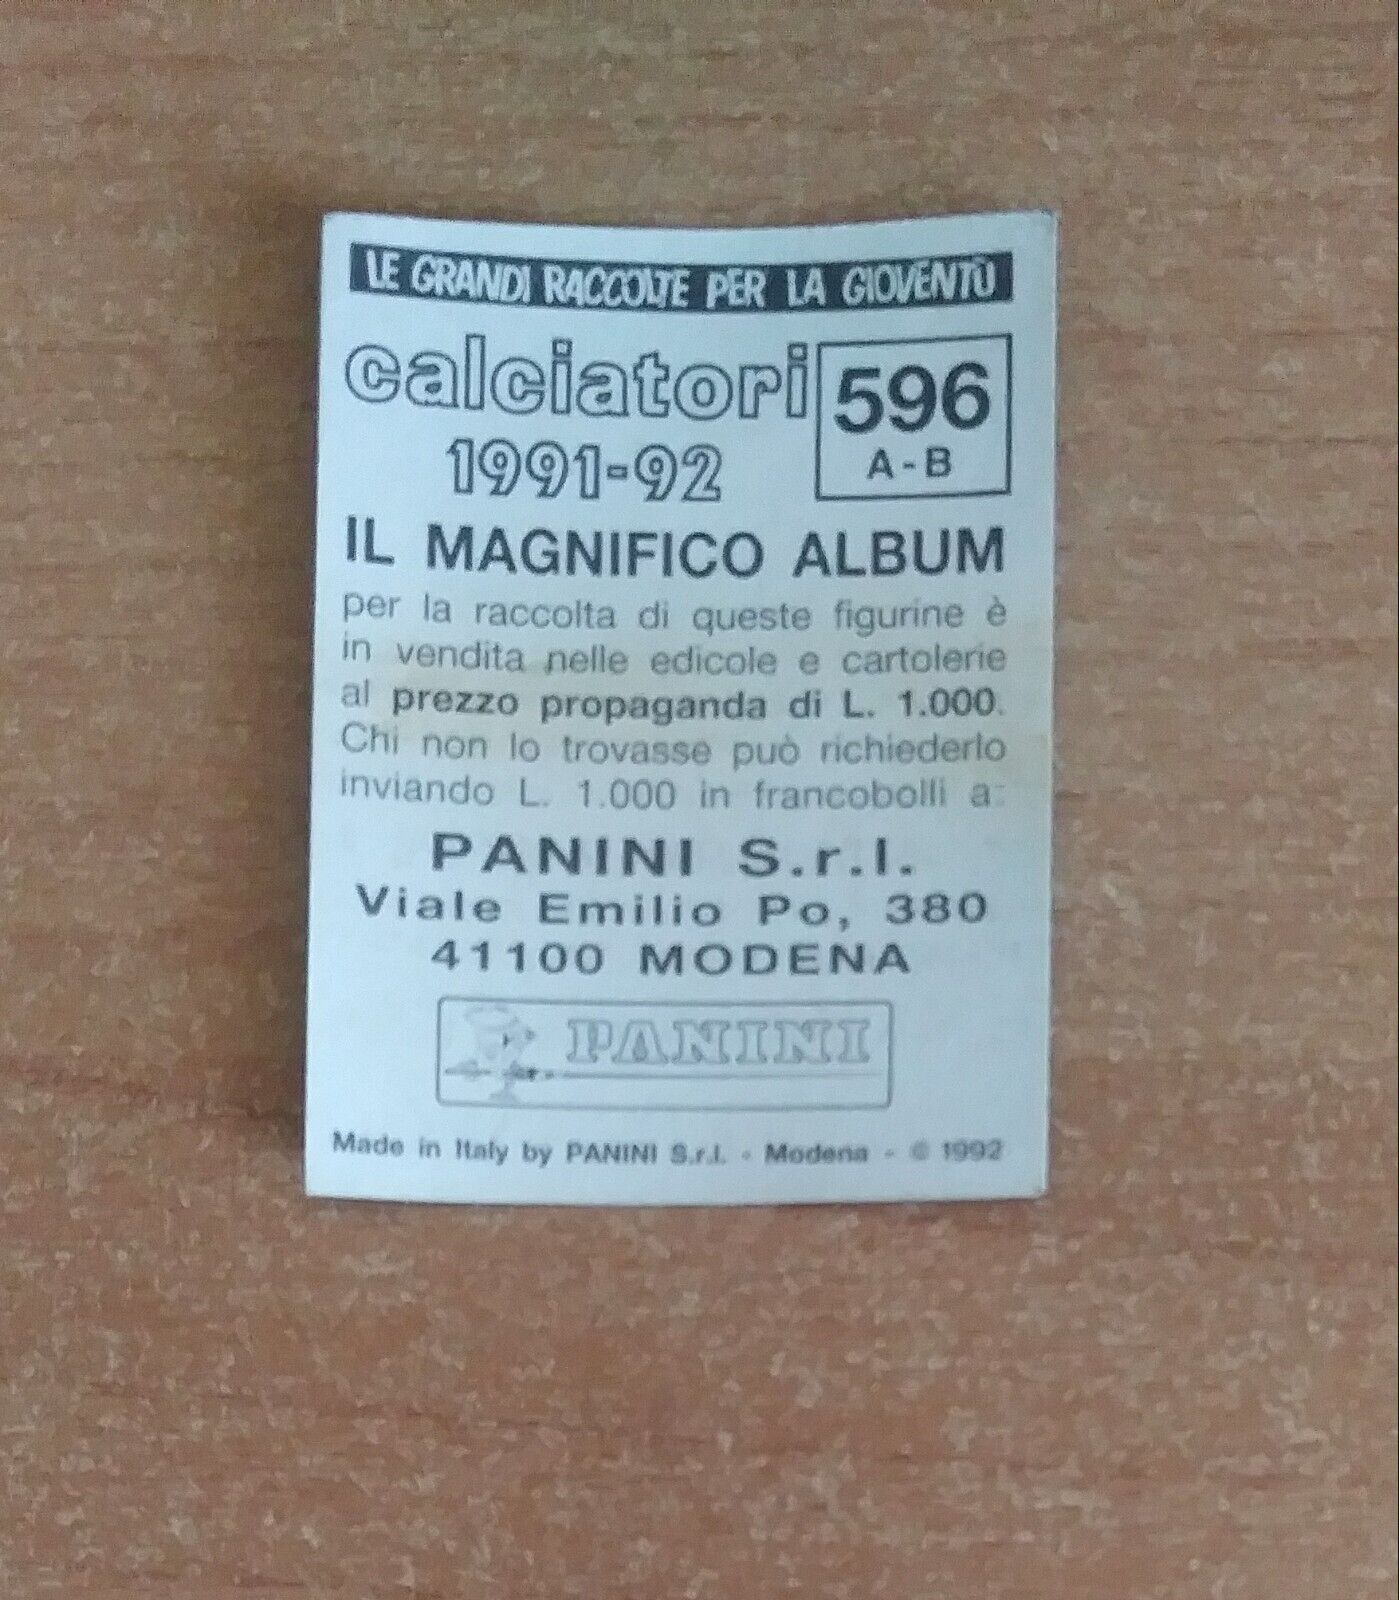 LE GRANDI RACCOLTE PER LA GIOVENTÙ
calciatori
1991-92
596
A-B
IL MAGNIFICO ALBUM
per la raccolta di queste figurine è
in vendita nelle edicole e cartolerie
al prezzo propaganda di L. 1.000.
Chi non lo trovasse può richiederlo
inviando L. 1.000 in francobolli a:
PANINI S.r.l.
Viale Emilio Po, 380
41100 MODENA
PANINI
Made in Italy by PANINI S.r.l. - Modena - © 1992